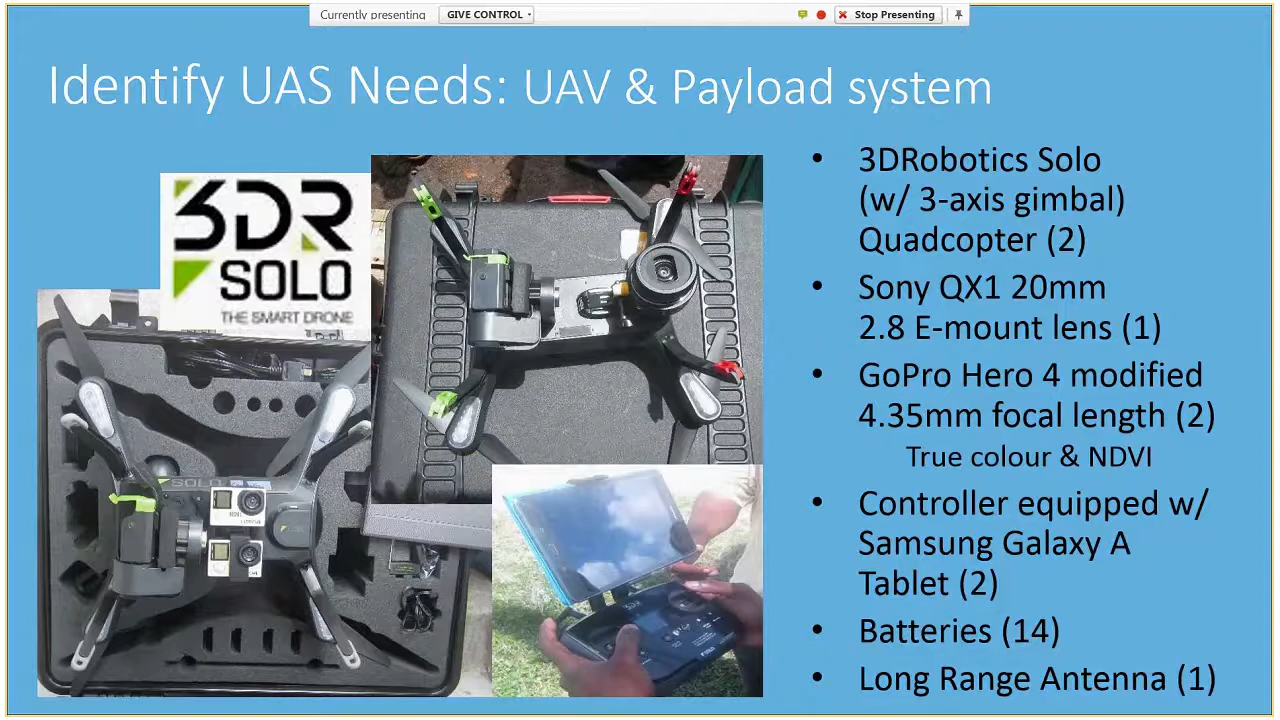 Currently presenting
GIVE CONTROL
Stop Presenting
Identify UAS Needs: UAV & Payload system
3DR
SOLO
THE SMART DRONE
SOLO
3DR
• 3DRobotics Solo
(w/ 3-axis gimbal)
Quadcopter (2)
• Sony QX1 20mm
2.8 E-mount lens (1)
• GoPro Hero 4 modified
4.35mm focal length (2)
True colour & NDVI
• Controller equipped w/
Samsung Galaxy A
Tablet (2)
• Batteries (14)
• Long Range Antenna (1)